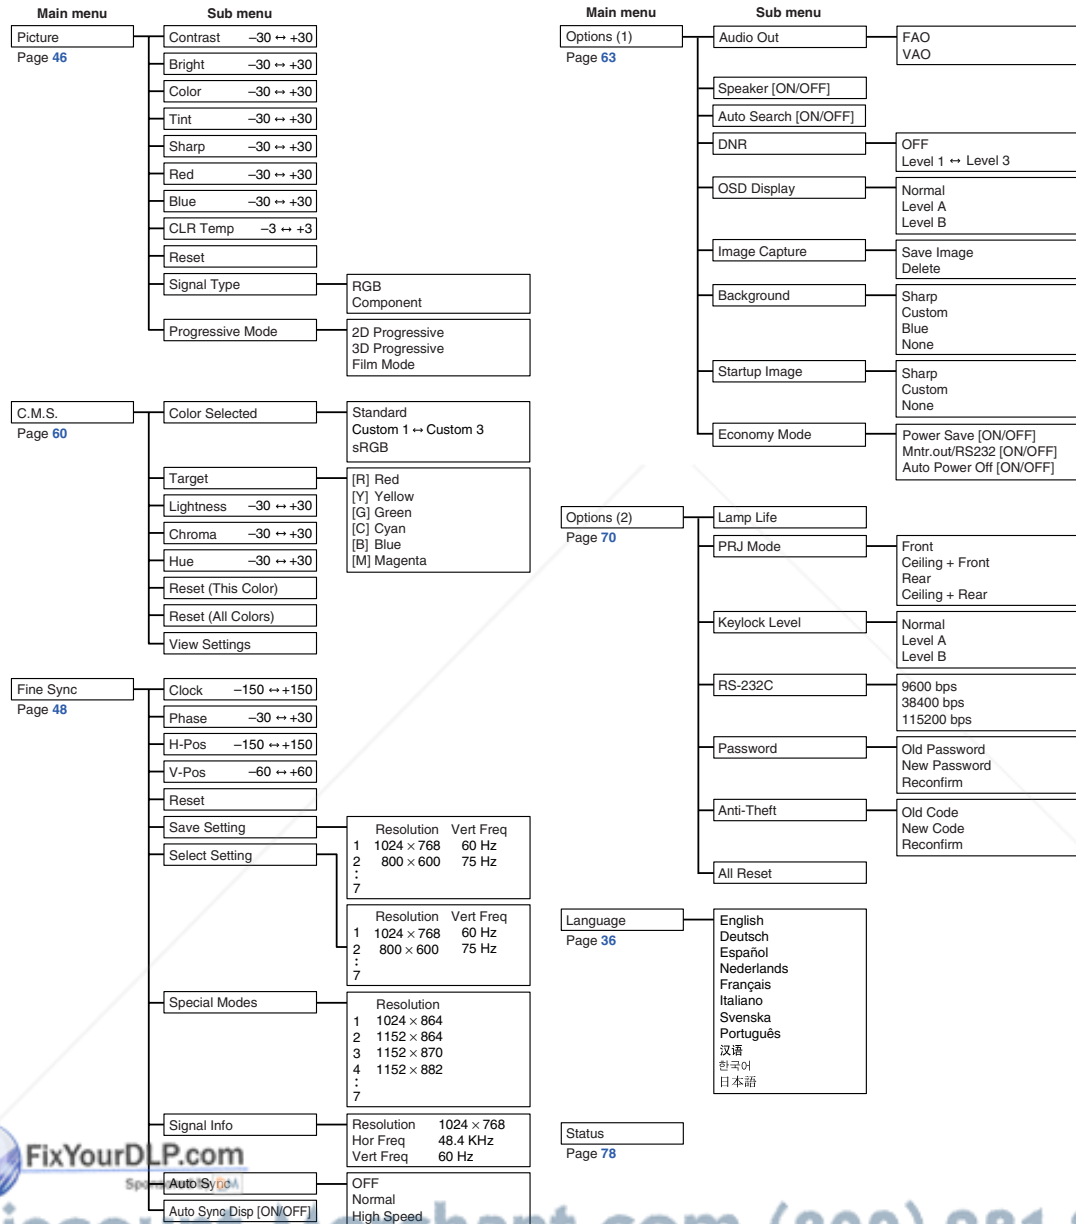 Main menu Sub menu
Picture
Page 46
Contrast –30 ↔ +30
Bright –30 ↔ +30
Color –30 ↔ +30
Tint –30 ↔ +30
Sharp –30 ↔ +30
Red –30 ↔ +30
Blue –30 ↔ +30
CLR Temp –3 ↔ +3
Reset
Signal Type
RGB
Component
Progressive Mode
2D Progressive
3D Progressive
Film Mode
C.M.S.
Page 60
Color Selected
Standard
Custom 1 ↔ Custom 3
sRGB
Target
[R] Red
[Y] Yellow
[G] Green
[C] Cyan
[B] Blue
[M] Magenta
Lightness –30 ↔ +30
Chroma –30 ↔ +30
Hue –30 ↔ +30
Reset (This Color)
Reset (All Colors)
View Settings
Fine Sync
Page 48
Clock –150 ↔ +150
Phase –30 ↔ +30
H-Pos –150 ↔ +150
V-Pos –60 ↔ +60
Reset
Save Setting
Resolution Vert Freq
1 1024 × 768 60 Hz
2 800 × 600 75 Hz
:
7
Select Setting
Resolution Vert Freq
1 1024 × 768 60 Hz
2 800 × 600 75 Hz
:
7
Special Modes
Resolution
1 1024 × 864
2 1152 × 864
3 1152 × 870
4 1152 × 882
:
7
Signal Info
Resolution 1024 × 768
Hor Freq 48.4 KHz
Vert Freq 60 Hz
Auto Sync
OFF
Normal
High Speed
Auto Sync Disp [ON/OFF]
Main menu Sub menu
Options (1)
Page 63
Audio Out
FAO
VAO
Speaker [ON/OFF]
Auto Search [ON/OFF]
DNR
OFF
Level 1 ↔ Level 3
OSD Display
Normal
Level A
Level B
Image Capture
Save Image
Delete
Background
Sharp
Custom
Blue
None
Startup Image
Sharp
Custom
None
Economy Mode
Power Save [ON/OFF]
Mntr.out/RS232 [ON/OFF]
Auto Power Off [ON/OFF]
Options (2)
Page 70
Lamp Life
PRJ Mode
Front
Ceiling + Front
Rear
Ceiling + Rear
Keylock Level
Normal
Level A
Level B
RS-232C
9600 bps
38400 bps
115200 bps
Password
Old Password
New Password
Reconfirm
Anti-Theft
Old Code
New Code
Reconfirm
All Reset
Language
Page 36
English
Deutsch
Español
Nederlands
Français
Italiano
Svenska
Português
汉语
한국어
日本語
Status
Page 78
FixYourDLP.com